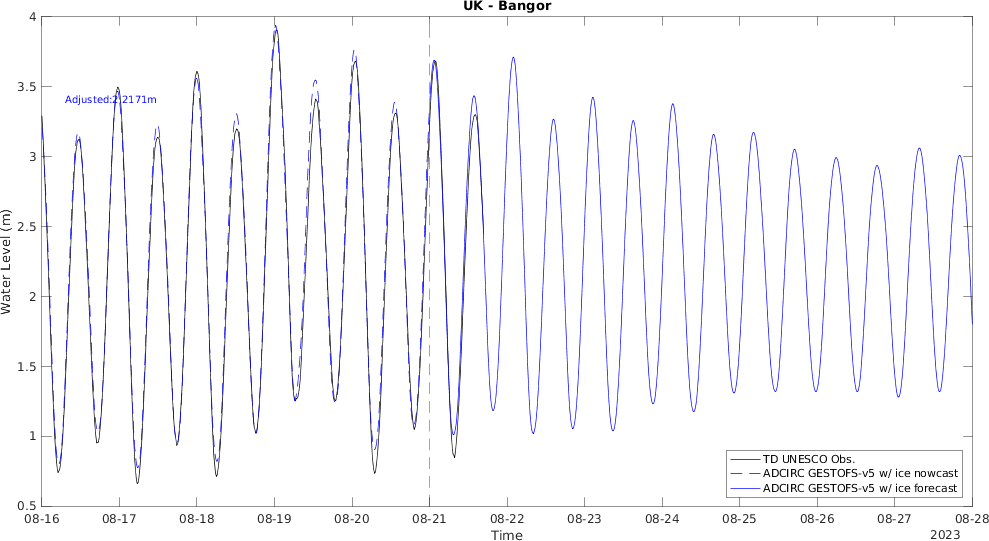 UK - Bangor
4
3.5
3
2.5
2
1.5
1
0.5
Water Level (m)
Adjusted:2.2171m
TD UNESCO Obs.
ADCIRC GESTOFS-v5 w/ ice nowcast
ADCIRC GESTOFS-v5 w/ ice forecast
08-16 08-17 08-18 08-19 08-20 08-21 08-22 08-23 08-24 08-25 08-26 08-27 08-28
Time
2023